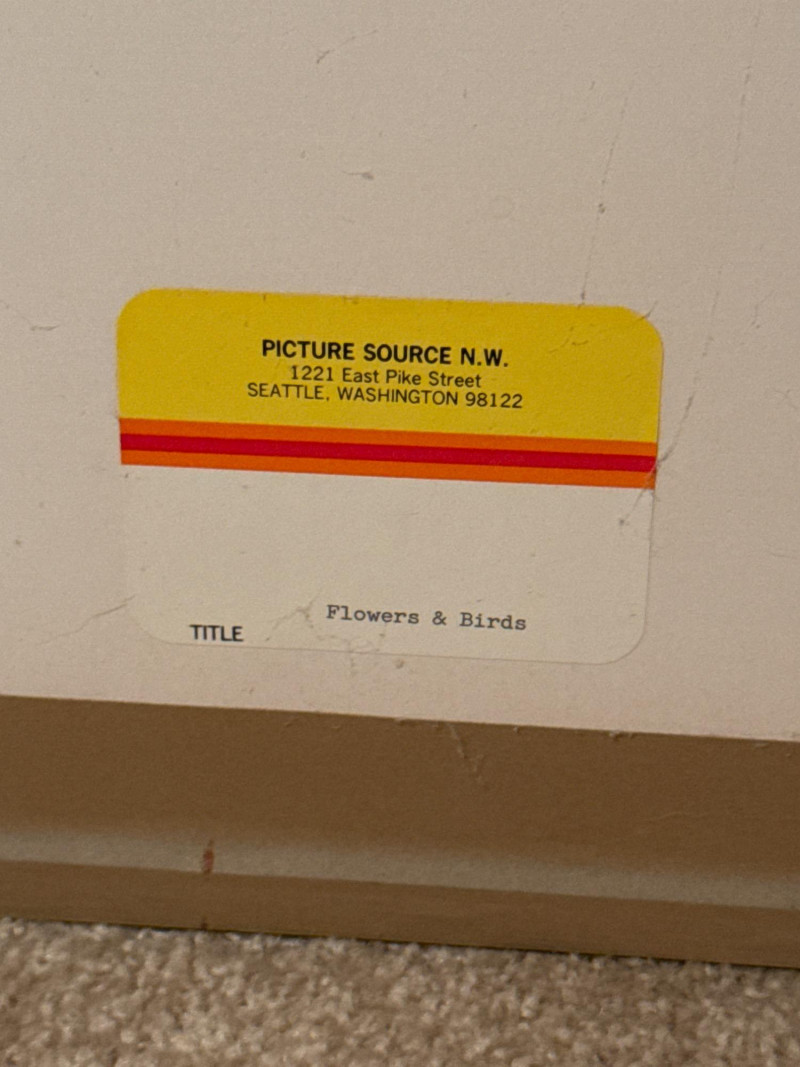 PICTURE SOURCE N.W.
1221 East Pike Street
SEATTLE, WASHINGTON 98122
TITLE Flowers & Birds